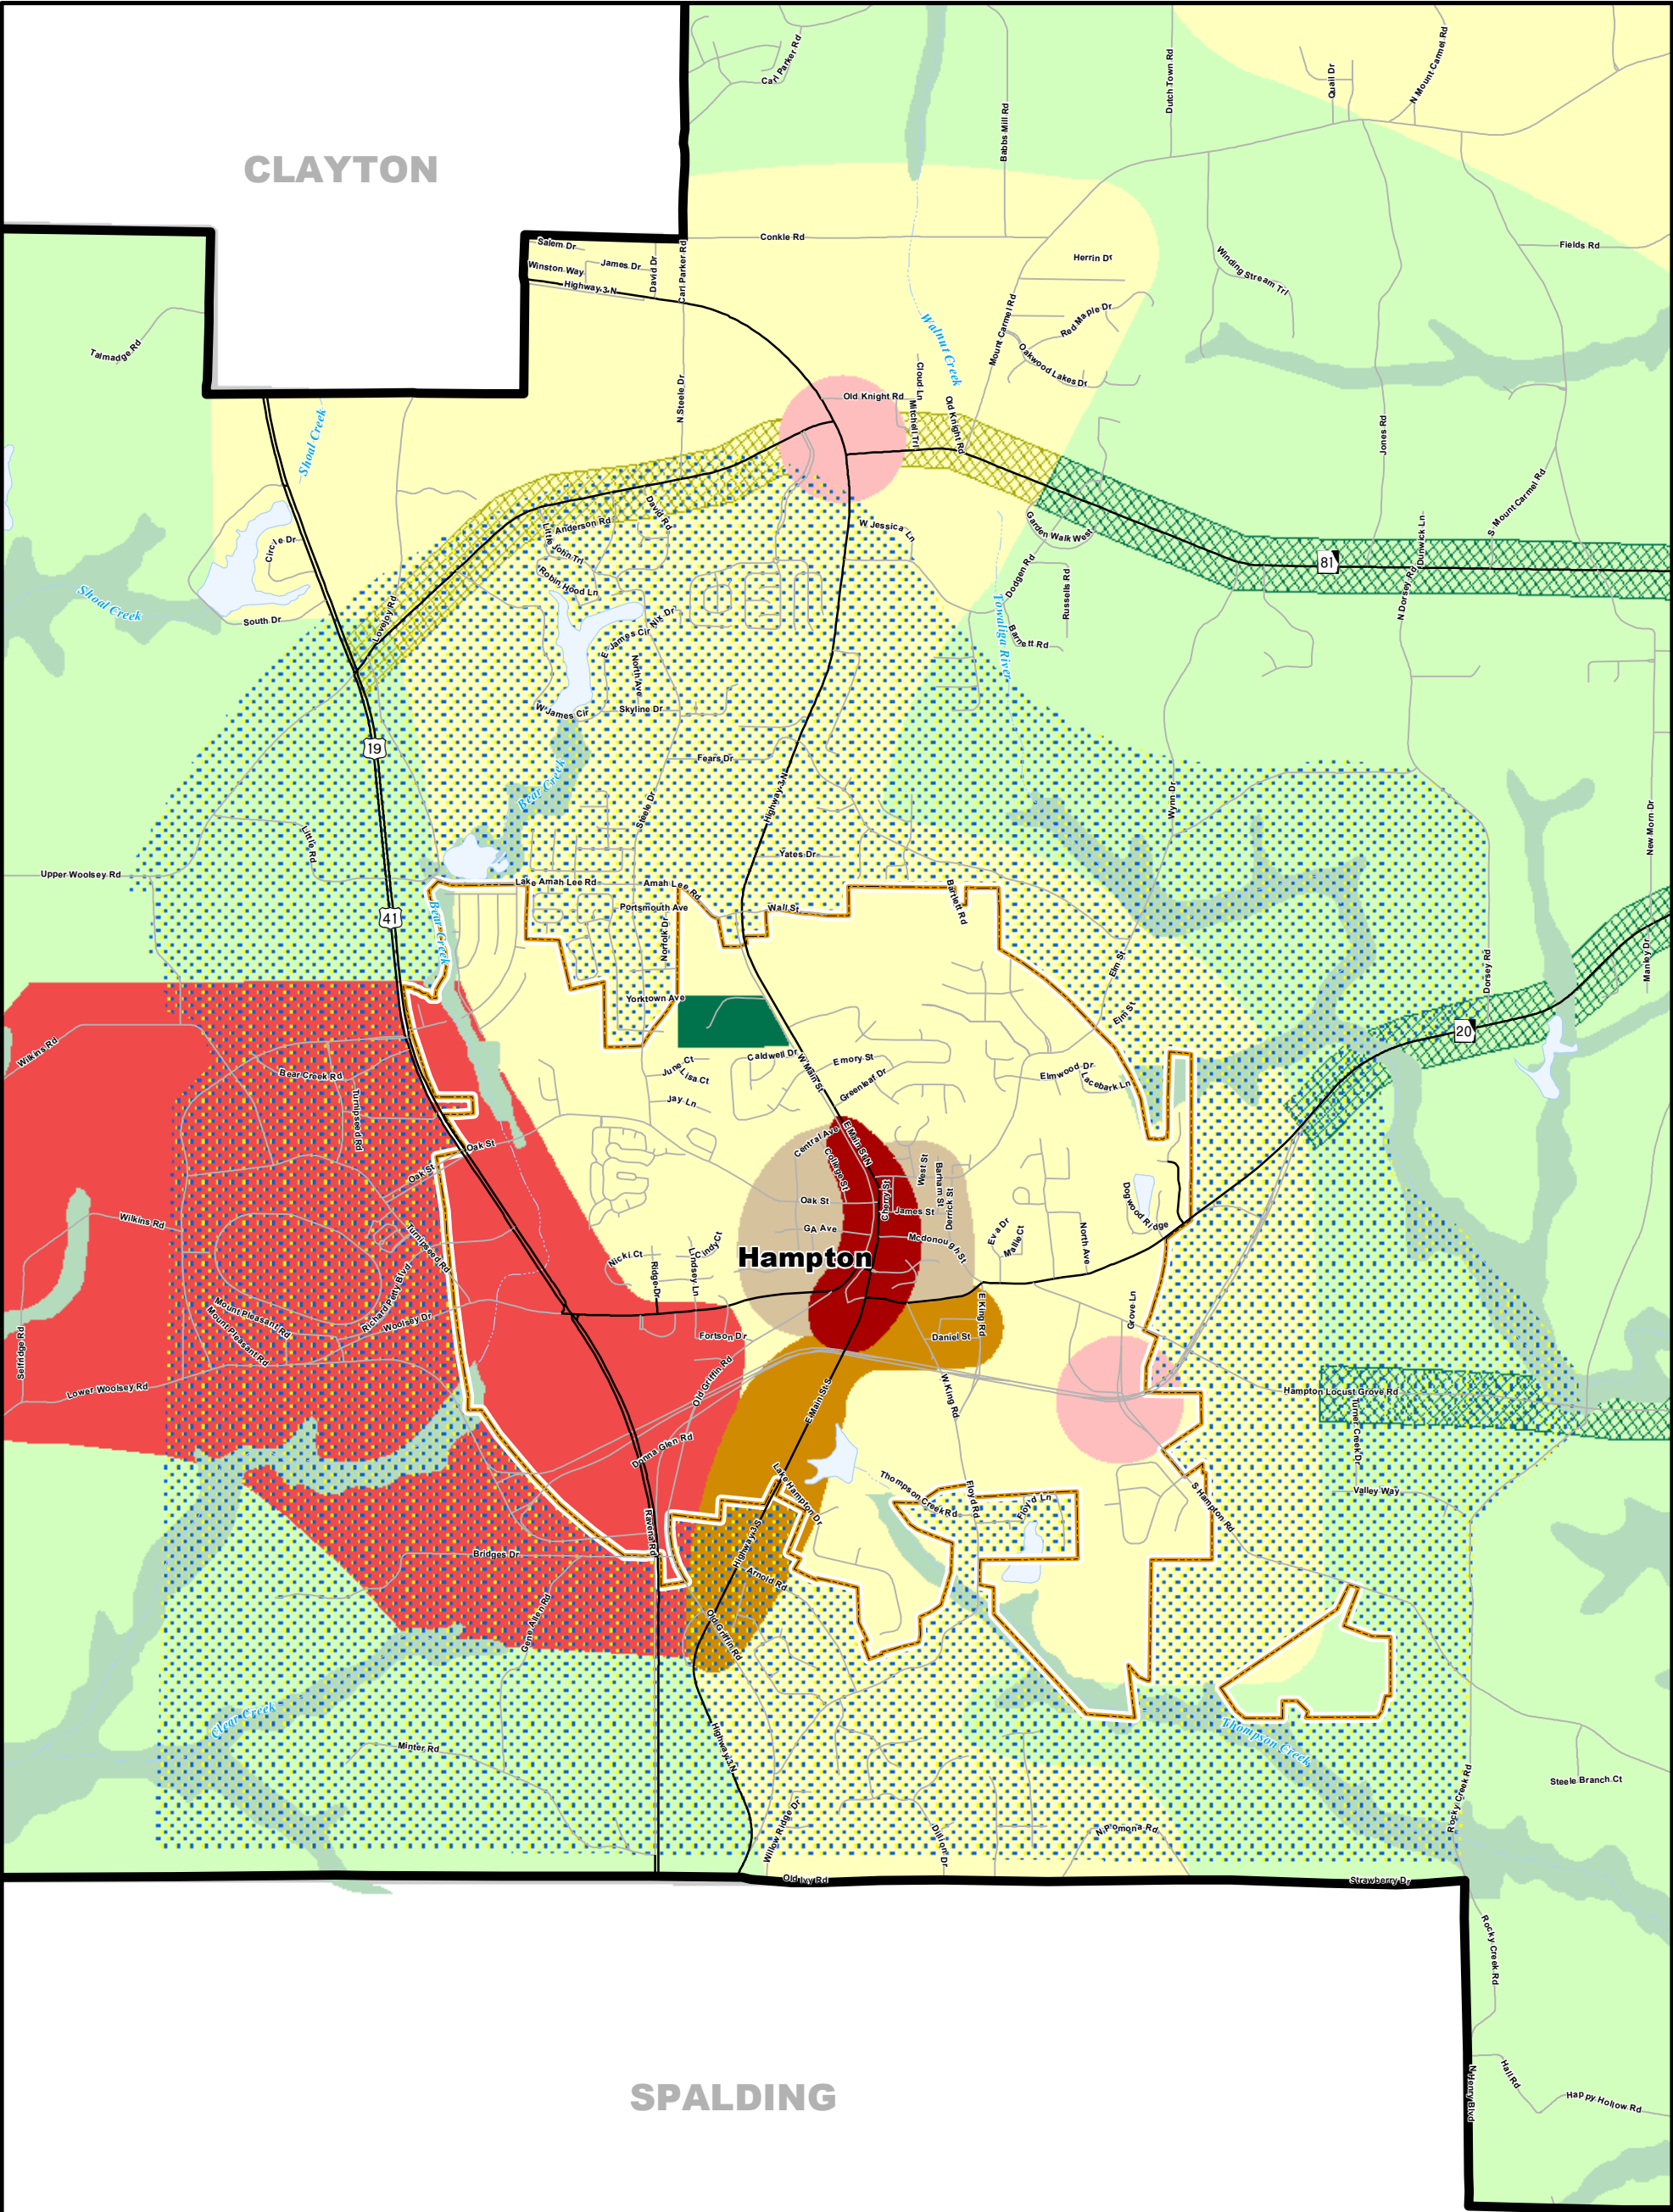 Carl Parker Rd
Dutch Town Rd
Quail Dr
N Mount Carmel Rd
Babbs Mill Rd
CLAYTON
Salem Dr
Winston Way
James Dr
David Dr
Carl Parker Rd
Highway 3 N
Conkle Rd
Herrin Dr
Winding Stream Trl
Fields Rd
Talmadge Rd
Walnut Creek
Mount Carmel Rd
Red Maple Dr
Oakwood Lakes Dr
N Steele Dr
Cloud Ln
Old Knight Rd
Mitchell Trl
Old Knight Rd
Jones Rd
Shoal Creek
S Mount Carmel Rd
Circle Dr
Anderson Rd
David Rd
Little John Trl
Robin Hood Ln
W Jessica Ln
Garden Walk West
Dunwick Ln
81
Dodgen Rd
Russells Rd
N Dorsey Rd
Shoal Creek
South Dr
Lovejoy Rd
E James Cir
Nix Dr
North Ave
Towaliga River
Barnett Rd
W James Cir
Skyline Dr
19
Fears Dr
Bear Creek
Steele Dr
Highway 3 N
Wynn Dr
New Morn Dr
Little Rd
Yates Dr
Upper Woolsey Rd
Lake Amah Lee Rd
Amah Lee Rd
Portsmouth Ave
Wall St
Bartlett Rd
41
Bear Creek
Norfolk Dr
Elm St
Dorsey Rd
Manley Dr
Yorktown Ave
Elm St
20
Wilkins Rd
Bear Creek Rd
Turnipseed Rd
June Ct
Lisa Ct
Caldwell Dr
W Main St
Emory St
Greenleaf Dr
Elmwood Dr
Lacebark Ln
Jay Ln
Oak St
Oak St
Central Ave
E Main St N
College St
West St
Barham St
Derrick St
Cherry St
Oak St
James St
GA Ave
Mcdonough St
Eva Dr
Mallie Ct
North Ave
Dogwood Ridge
Wilkins Rd
Turnipseed Rd
Nicki Ct
Ridge Dr
Lindsey Ln
Cindy Ct
Hampton
Richard Petty Blvd
Mount Pleasant Rd
Mount Pleasant Rd
Woolsey Dr
Selfridge Rd
Fortson Dr
E King Rd
Daniel St
Grove Ln
Lower Woolsey Rd
Old Griffin Rd
E Main St S
W King Rd
Hampton Locust Grove Rd
Turner Creek Dr
Donna Glen Rd
Lake Hampton Dr
Thompson Creek Rd
Floyd Rd
Floyd Ln
S Hampton Rd
Valley Way
Ravena Rd
Highway 3 S
Bridges Dr
Arnold Rd
Gene Allen Rd
Old Griffin Rd
Clear Creek
Minter Rd
Highway 3 N
Thompson Creek
Steele Branch Ct
Rocky Creek Rd
Willow Ridge Dr
Dillon Dr
N Pomona Rd
Old Ivy Rd
Strawberry Dr
Rocky Creek Rd
Hail Rd
N Henry Blvd
Happy Hollow Rd
SPALDING